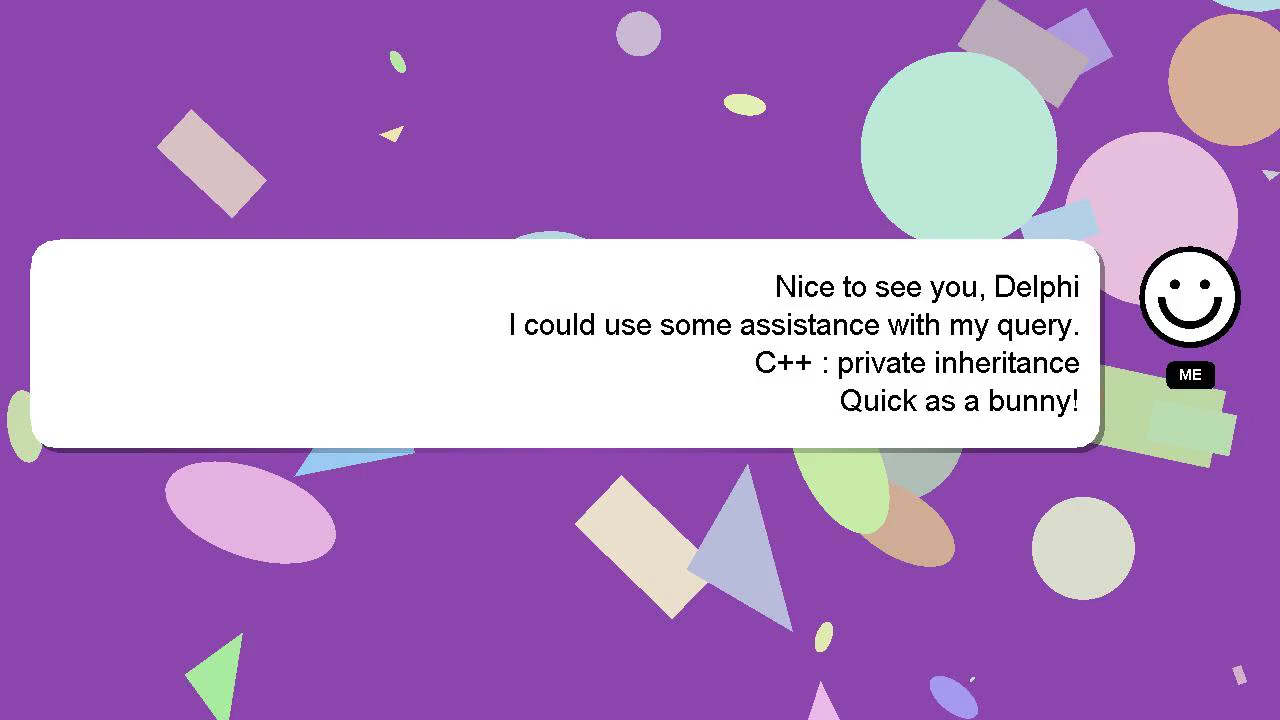 Nice to see you, Delphi
I could use some assistance with my query.
C++ : private inheritance
Quick as a bunny!
ME